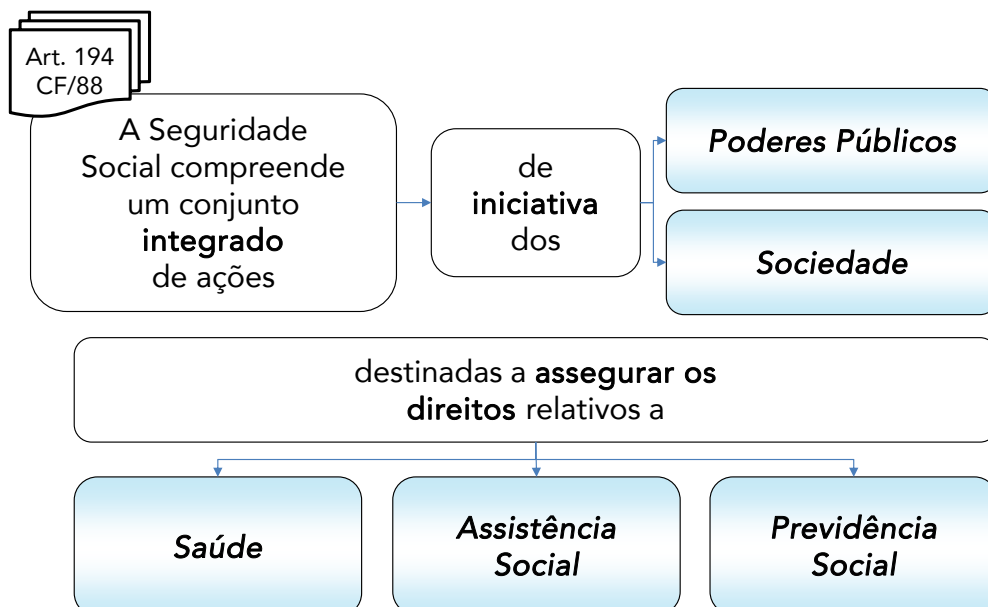 Art. 194
CF/88
A Seguridade
Social compreende
um conjunto
integrado
de ações
de
iniciativa
dos
Poderes Públicos
Sociedade
destinadas a assegurar os
direitos relativos a
Saúde
Assistência
Social
Previdência
Social